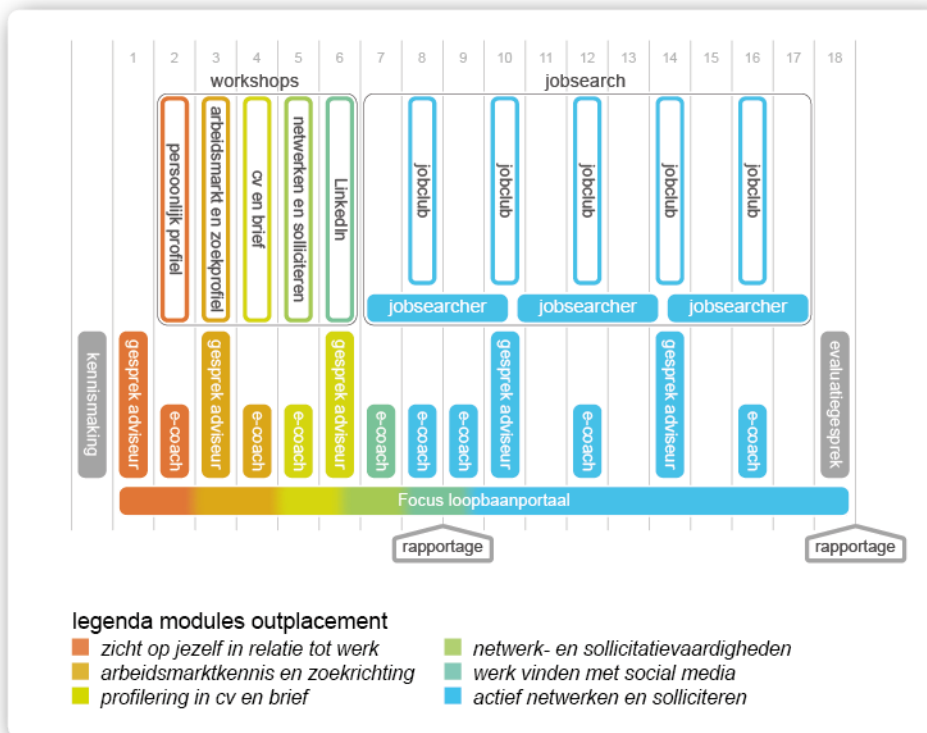 1 2 3 4 5 6 7 8 9 10 11 12 13 14 15 16 17 18
workshops jobsearch
persoonlijk profiel
arbeidsmarkt en zoekprofiel
cv en brief
netwerken en solliciteren
LinkedIn
jobclub
jobclub
jobclub
jobclub
jobclub
jobsearcher jobsearcher jobsearcher
kennismaking
gesprek adviseur
e-coach
gesprek adviseur
e-coach
e-coach
gesprek adviseur
e-coach
e-coach
e-coach
gesprek adviseur
e-coach
gesprek adviseur
e-coach
evaluatiegesprek
Focus loopbaanportaal
rapportage rapportage
legenda modules outplacement
zicht op jezelf in relatie tot werk
arbeidsmarktkennis en zoekrichting
profilering in cv en brief
netwerk- en sollicitatievaardigheden
werk vinden met social media
actief netwerken en solliciteren